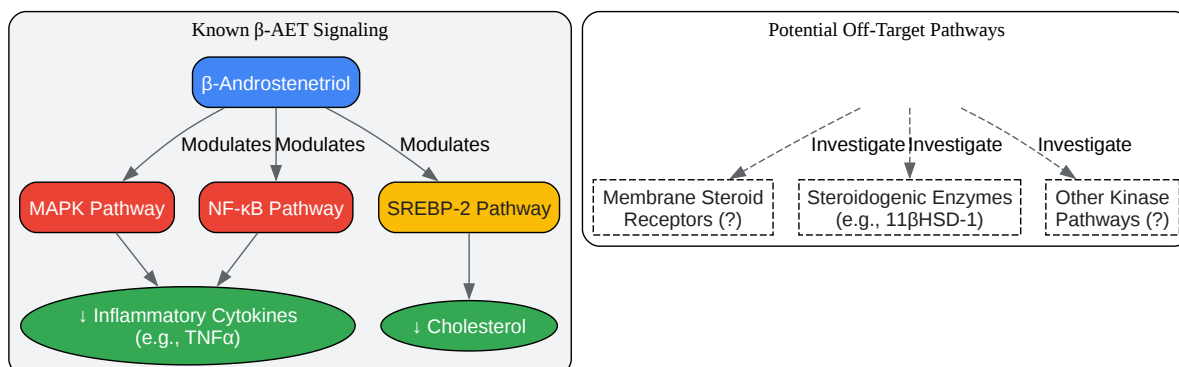 Known β-AET Signaling
β-Androstenetriol
Modulates
Modulates
Modulates
MAPK Pathway
NF-κB Pathway
SREBP-2 Pathway
↓ Inflammatory Cytokines
(e.g., TNFα)
↓ Cholesterol
Potential Off-Target Pathways
Investigate
Investigate
Investigate
Membrane Steroid
Receptors (?)
Steroidogenic Enzymes
(e.g., 11βHSD-1)
Other Kinase
Pathways (?)